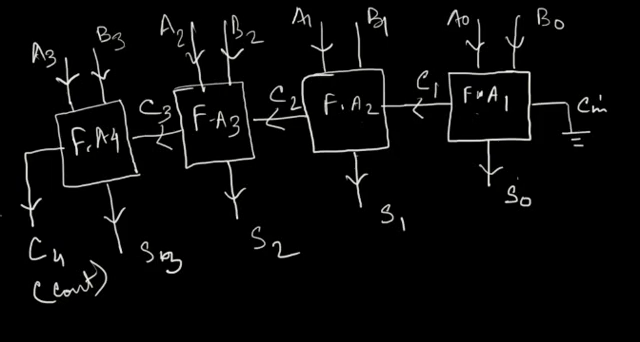 A3 B3 A2 B2 A1 B1 A0 B0
C3 C2 C1 Cin
F.A4 F.A3 F.A2 F.A1
C4 S3 S2 S1 S0
(Cout)